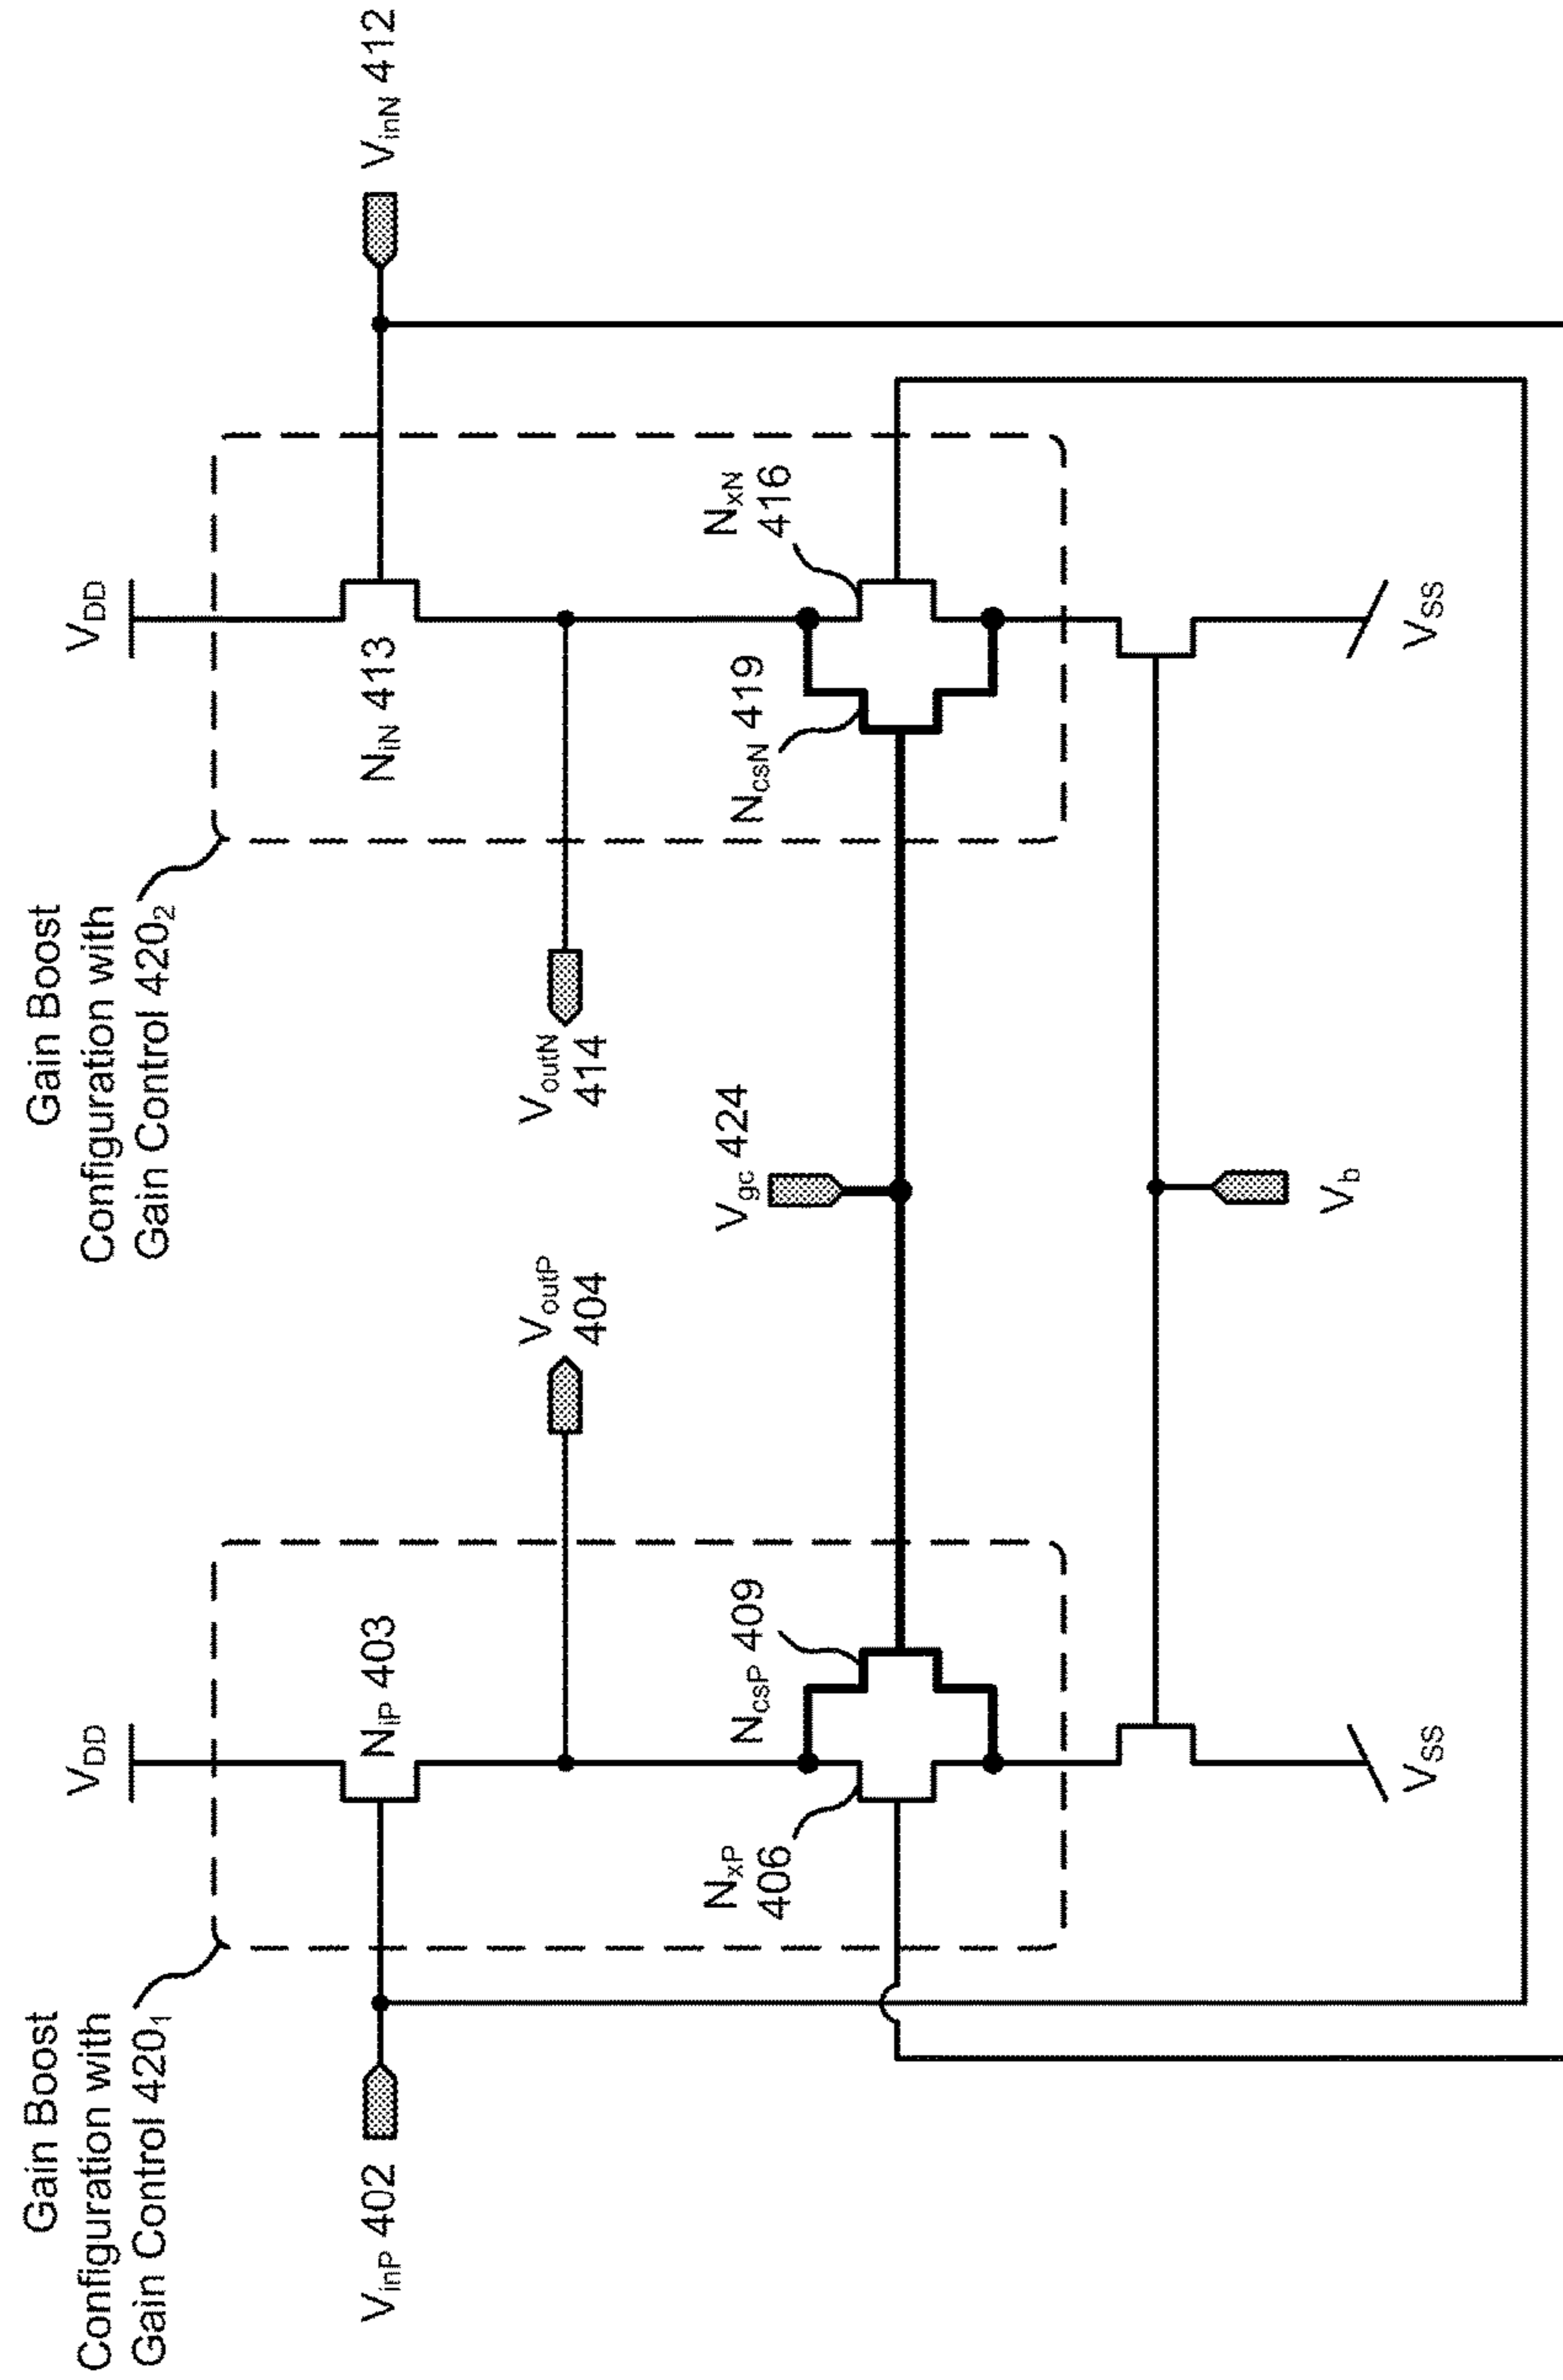 Gain Boost
Configuration with
Gain Control 420₁
Gain Boost
Configuration with
Gain Control 420₂
V_DD
V_DD
V_inP 402
N_iP 403
N_iN 413
V_inN 412
V_outP
404
V_outN
414
N_xP
406
N_csP 409
V_gc 424
N_csN 419
N_xN
416
V_b
V_SS
V_SS